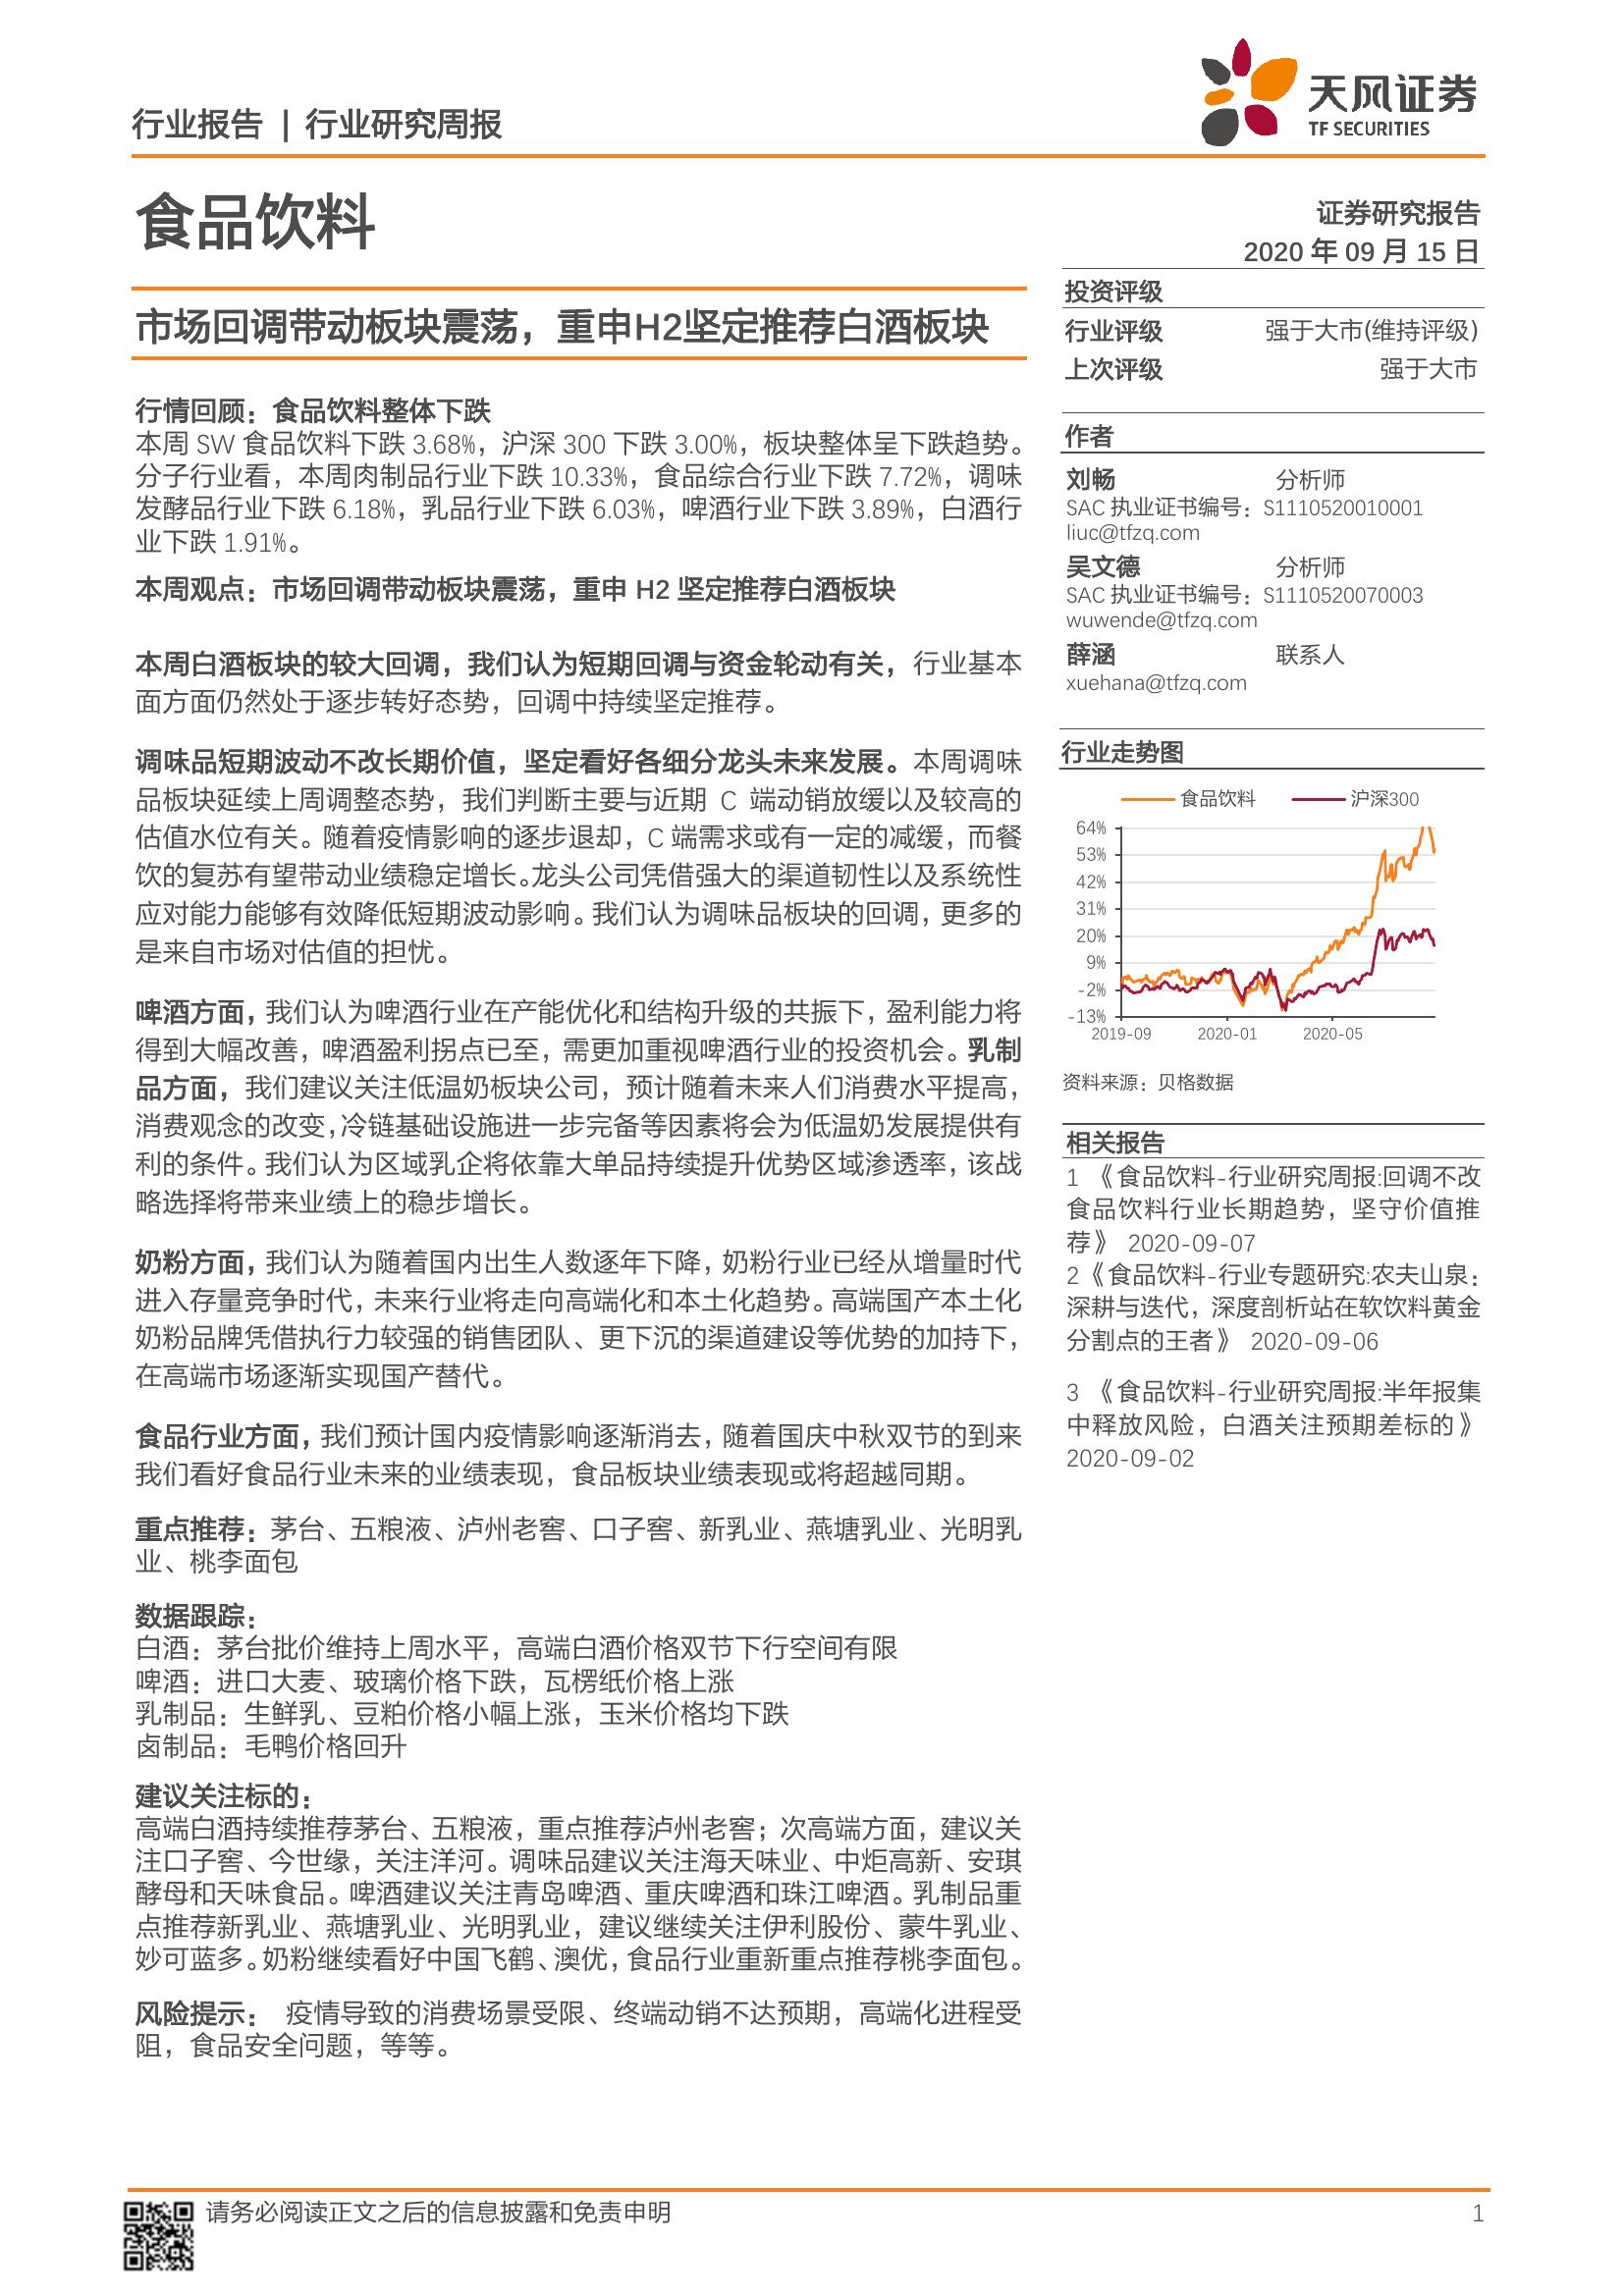 行业报告 | 行业研究周报
天风证券
TF SECURITIES
食品饮料
证券研究报告
2020 年 09 月 15 日
市场回调带动板块震荡，重申H2坚定推荐白酒板块
行情回顾：食品饮料整体下跌
本周 SW 食品饮料下跌 3.68%，沪深 300 下跌 3.00%，板块整体呈下跌趋势。
分子行业看，本周肉制品行业下跌 10.33%，食品综合行业下跌 7.72%，调味
发酵品行业下跌 6.18%，乳品行业下跌 6.03%，啤酒行业下跌 3.89%，白酒行
业下跌 1.91%。
本周观点：市场回调带动板块震荡，重申 H2 坚定推荐白酒板块
本周白酒板块的较大回调，我们认为短期回调与资金轮动有关，行业基本
面方面仍然处于逐步转好态势，回调中持续坚定推荐。
调味品短期波动不改长期价值，坚定看好各细分龙头未来发展。本周调味
品板块延续上周调整态势，我们判断主要与近期 C 端动销放缓以及较高的
估值水位有关。随着疫情影响的逐步退却，C 端需求或有一定的减缓，而餐
饮的复苏有望带动业绩稳定增长。龙头公司凭借强大的渠道韧性以及系统性
应对能力能够有效降低短期波动影响。我们认为调味品板块的回调，更多的
是来自市场对估值的担忧。
啤酒方面，我们认为啤酒行业在产能优化和结构升级的共振下，盈利能力将
得到大幅改善，啤酒盈利拐点已至，需更加重视啤酒行业的投资机会。乳制
品方面，我们建议关注低温奶板块公司，预计随着未来人们消费水平提高，
消费观念的改变，冷链基础设施进一步完备等因素将会为低温奶发展提供有
利的条件。我们认为区域乳企将依靠大单品持续提升优势区域渗透率，该战
略选择将带来业绩上的稳步增长。
奶粉方面，我们认为随着国内出生人数逐年下降，奶粉行业已经从增量时代
进入存量竞争时代，未来行业将走向高端化和本土化趋势。高端国产本土化
奶粉品牌凭借执行力较强的销售团队、更下沉的渠道建设等优势的加持下，
在高端市场逐渐实现国产替代。
食品行业方面，我们预计国内疫情影响逐渐消去，随着国庆中秋双节的到来
我们看好食品行业未来的业绩表现，食品板块业绩表现或将超越同期。
重点推荐：茅台、五粮液、泸州老窖、口子窖、新乳业、燕塘乳业、光明乳
业、桃李面包
数据跟踪：
白酒：茅台批价维持上周水平，高端白酒价格双节下行空间有限
啤酒：进口大麦、玻璃价格下跌，瓦楞纸价格上涨
乳制品：生鲜乳、豆粕价格小幅上涨，玉米价格均下跌
卤制品：毛鸭价格回升
建议关注标的：
高端白酒持续推荐茅台、五粮液，重点推荐泸州老窖；次高端方面，建议关
注口子窖、今世缘，关注洋河。调味品建议关注海天味业、中炬高新、安琪
酵母和天味食品。啤酒建议关注青岛啤酒、重庆啤酒和珠江啤酒。乳制品重
点推荐新乳业、燕塘乳业、光明乳业，建议继续关注伊利股份、蒙牛乳业、
妙可蓝多。奶粉继续看好中国飞鹤、澳优，食品行业重新重点推荐桃李面包。
风险提示： 疫情导致的消费场景受限、终端动销不达预期，高端化进程受
阻，食品安全问题，等等。
投资评级
行业评级 强于大市(维持评级)
上次评级 强于大市
作者
刘畅 分析师
SAC 执业证书编号：S1110520010001
liuc@tfzq.com
吴文德 分析师
SAC 执业证书编号：S1110520070003
wuwende@tfzq.com
薛涵 联系人
xuehana@tfzq.com
行业走势图
食品饮料 沪深300
64%
53%
42%
31%
20%
9%
-2%
-13%
2019-09 2020-01 2020-05
资料来源：贝格数据
相关报告
1 《食品饮料-行业研究周报:回调不改
食品饮料行业长期趋势，坚守价值推
荐》 2020-09-07
2《食品饮料-行业专题研究:农夫山泉：
深耕与迭代，深度剖析站在软饮料黄金
分割点的王者》 2020-09-06
3 《食品饮料-行业研究周报:半年报集
中释放风险，白酒关注预期差标的》
2020-09-02
请务必阅读正文之后的信息披露和免责申明
1